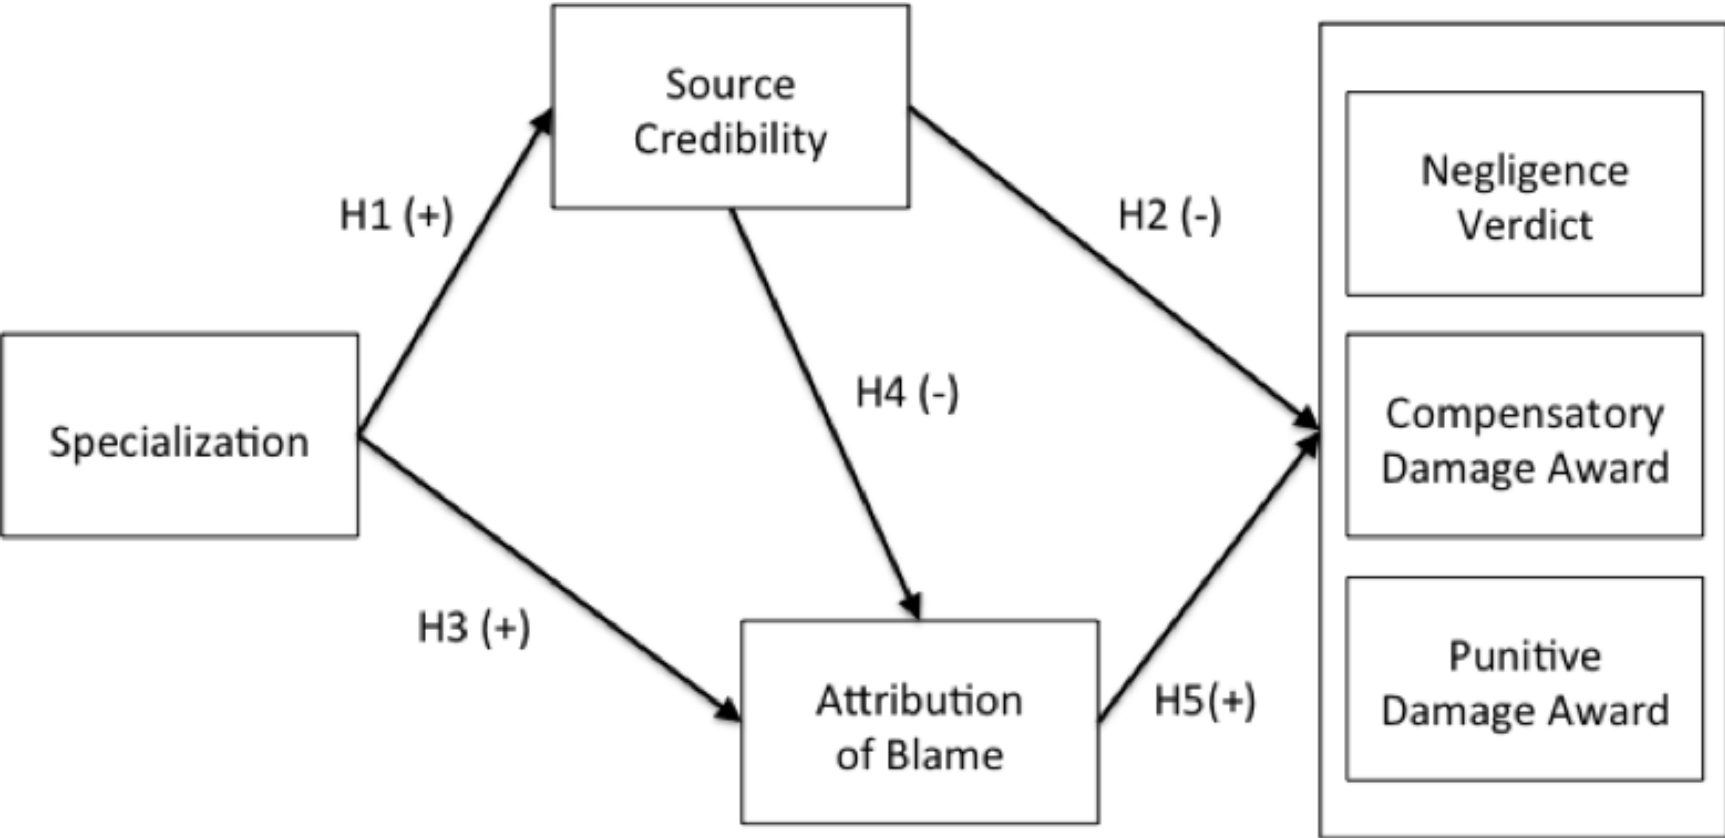 Source
Credibility
H1 (+)
H2 (-)
Negligence
Verdict
Specialization
H4 (-)
Compensatory
Damage Award
H3 (+)
Attribution
of Blame
H5(+)
Punitive
Damage Award